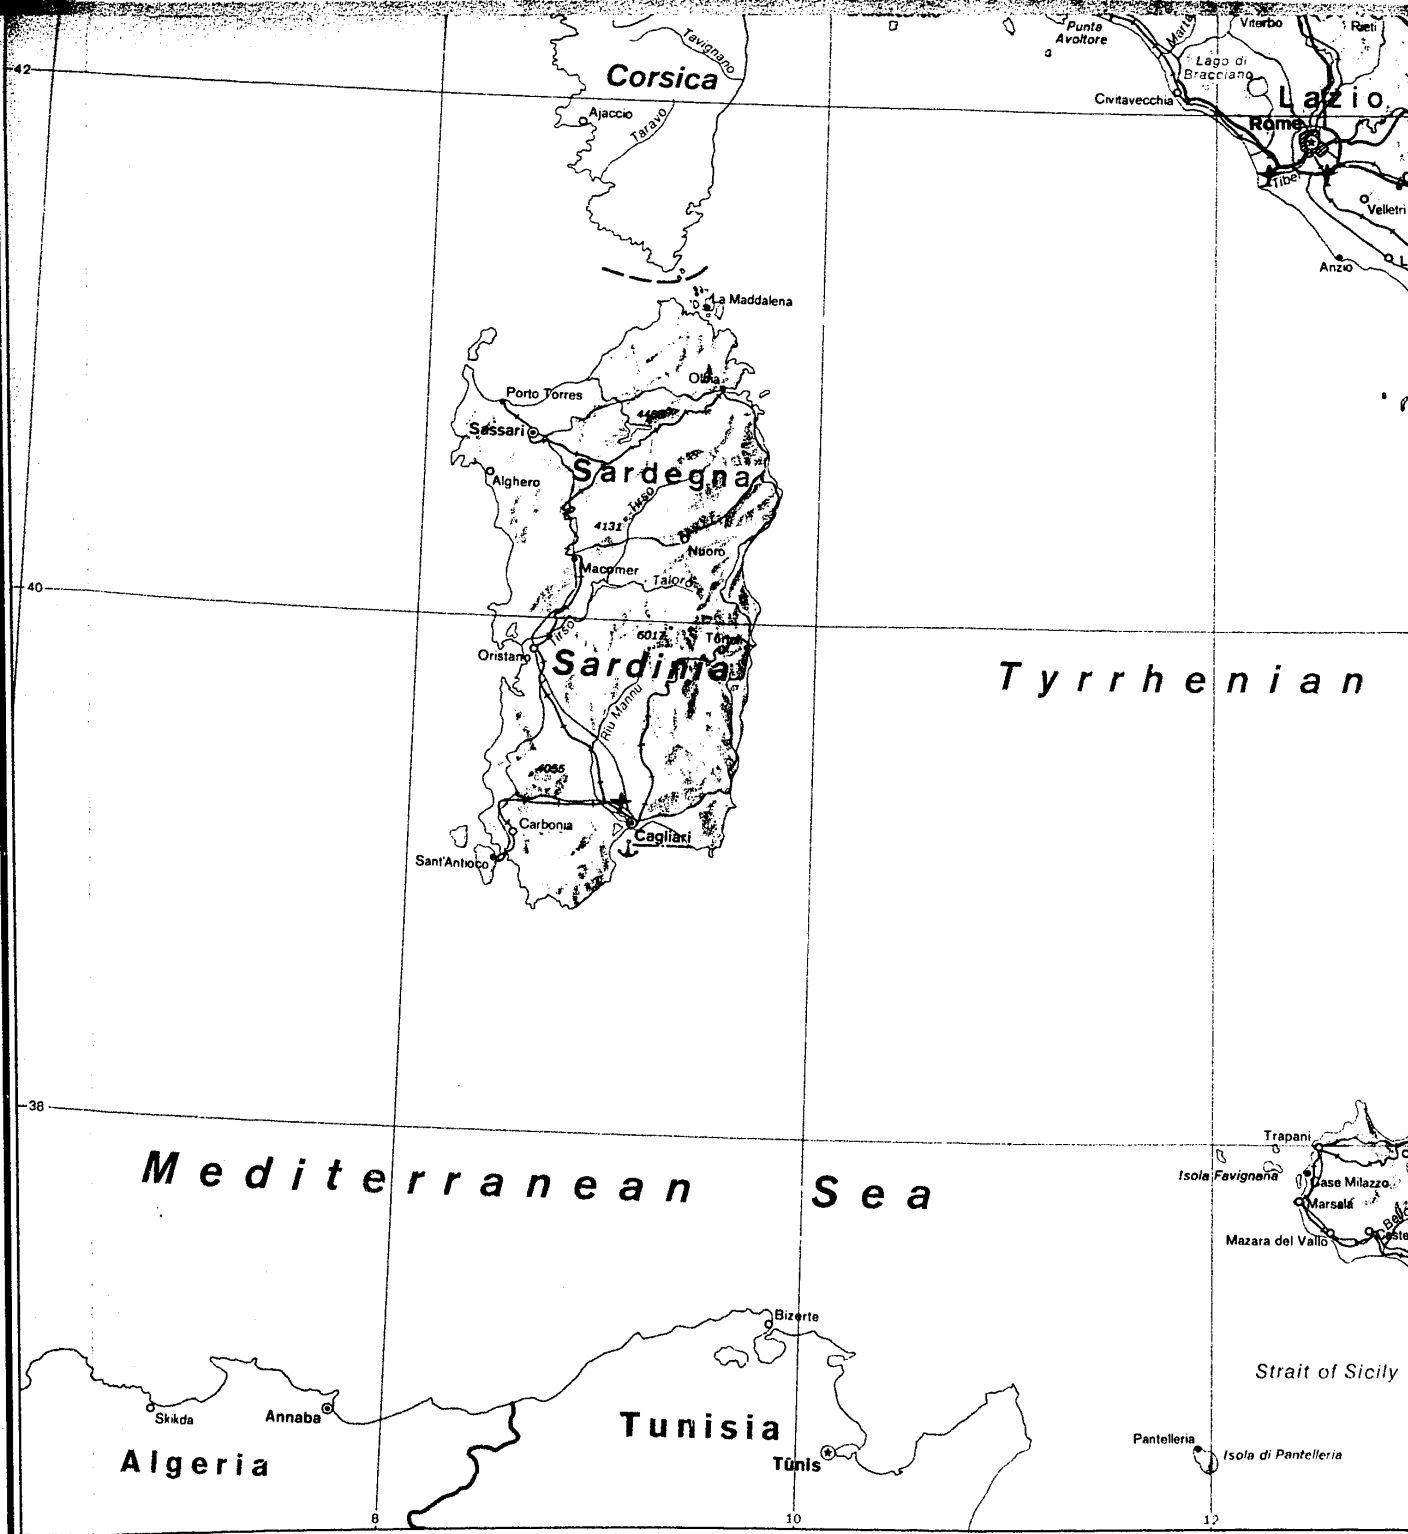 Tavignano
Corsica
Ajaccio
Taravo
Punta
Avoltore
Marta
Viterbo
Rieti
Lago di
Bracciano
Civitavecchia
Lazio
Rome
Tiber
Velletri
Anzio
L
42
La Maddalena
Olbia
Porto Torres
Sassari
Alghero
Sardegna
Tirso
4131
Nuoro
Macomer
Taloro
40
Tirso
6017
Oristano
Sardinia
Tyrrhenian
Riu Mannu
4055
Carbonia
Cagliari
Sant'Antioco
38
Mediterranean Sea
Trapani
Isola Favignana
Case Milazzo
Marsala
Mazara del Vallo
Caste
Bizerte
Strait of Sicily
Skikda
Annaba
Tunisia
Algeria
Tūnis
Pantelleria
Isola di Pantelleria
8
10
12